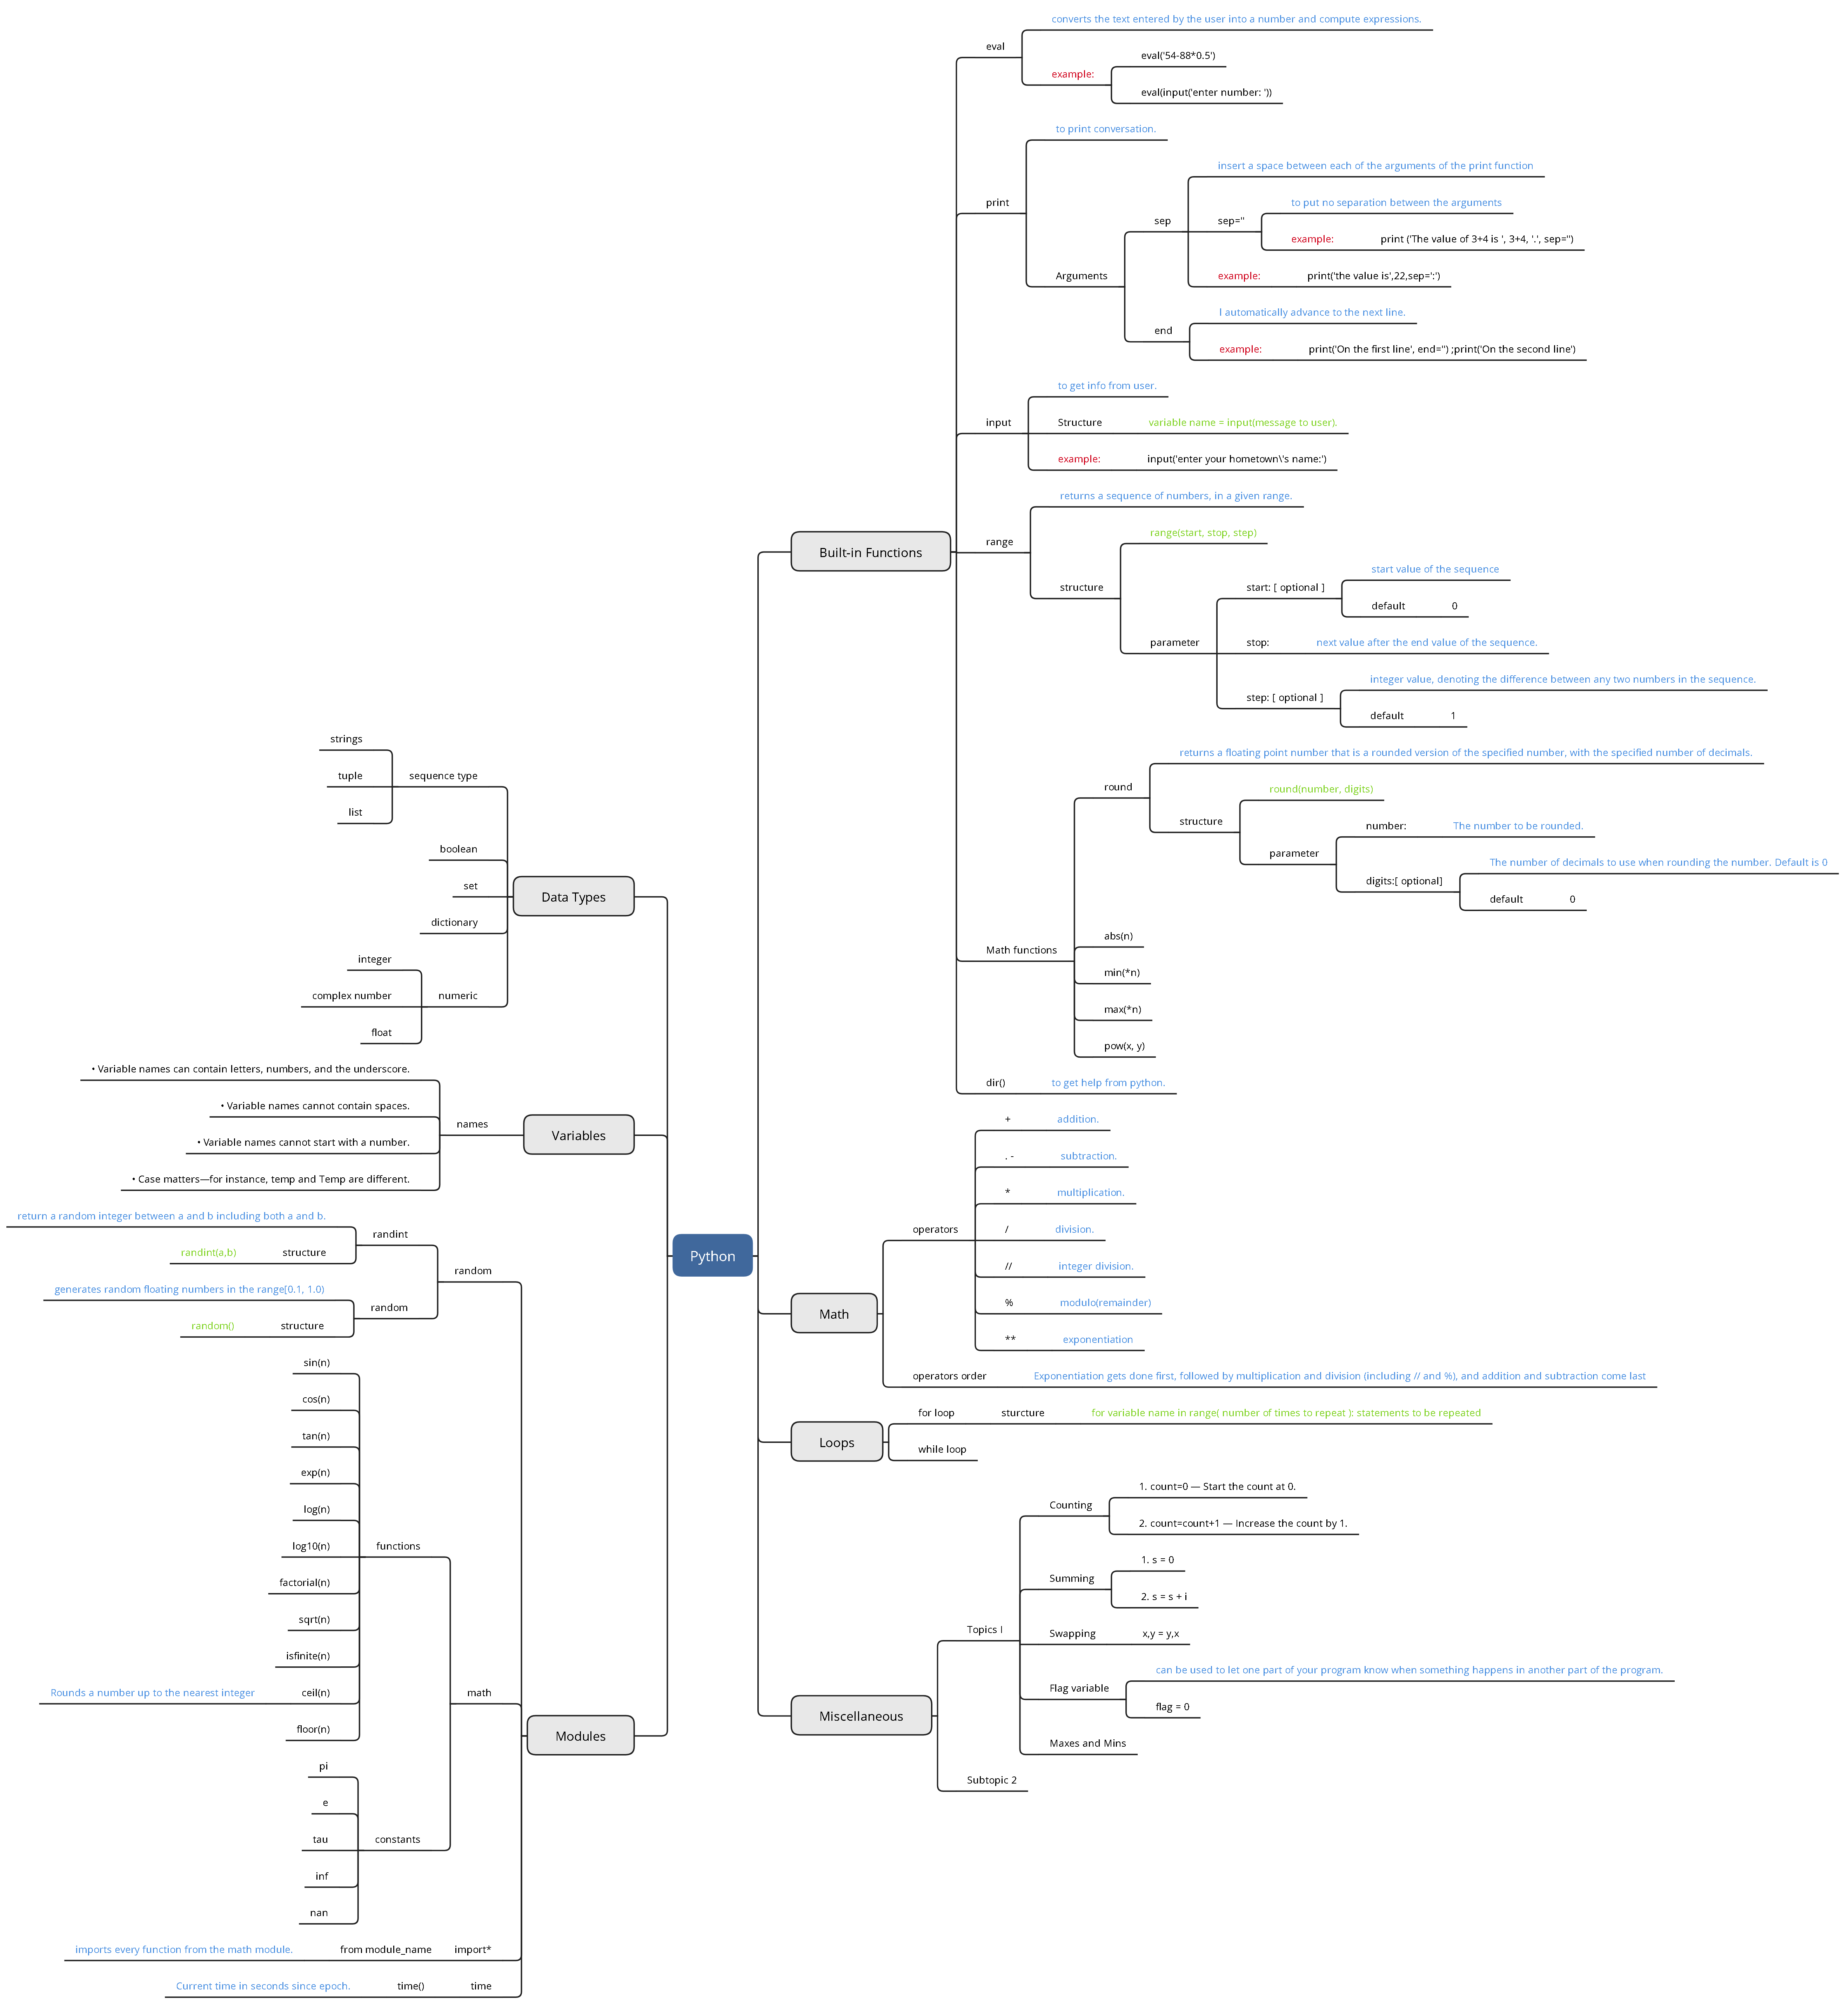 Python
Built-in Functions
eval
converts the text entered by the user into a number and compute expressions.
example:
eval('54-88*0.5')
eval(input('enter number: '))
print
to print conversation.
Arguments
sep
insert a space between each of the arguments of the print function
sep=''
to put no separation between the arguments
example:
print ('The value of 3+4 is ', 3+4, '.', sep='')
example:
print('the value is',22,sep=':')
end
l automatically advance to the next line.
example:
print('On the first line', end='') ;print('On the second line')
input
to get info from user.
Structure
variable name = input(message to user).
example:
input('enter your hometown\'s name:')
range
returns a sequence of numbers, in a given range.
structure
range(start, stop, step)
parameter
start: [ optional ]
start value of the sequence
default
0
stop:
next value after the end value of the sequence.
step: [ optional ]
integer value, denoting the difference between any two numbers in the sequence.
default
1
Math functions
round
returns a floating point number that is a rounded version of the specified number, with the specified number of decimals.
structure
round(number, digits)
parameter
number:
The number to be rounded.
digits:[ optional]
The number of decimals to use when rounding the number. Default is 0
default
0
abs(n)
min(*n)
max(*n)
pow(x, y)
dir()
to get help from python.
Math
operators
+
addition.
. -
subtraction.
*
multiplication.
/
division.
//
integer division.
%
modulo(remainder)
**
exponentiation
operators order
Exponentiation gets done first, followed by multiplication and division (including // and %), and addition and subtraction come last
Loops
for loop
sturcture
for variable name in range( number of times to repeat ): statements to be repeated
while loop
Miscellaneous
Topics I
Counting
1. count=0 — Start the count at 0.
2. count=count+1 — Increase the count by 1.
Summing
1. s = 0
2. s = s + i
Swapping
x,y = y,x
Flag variable
can be used to let one part of your program know when something happens in another part of the program.
flag = 0
Maxes and Mins
Subtopic 2
Data Types
sequence type
strings
tuple
list
boolean
set
dictionary
numeric
integer
complex number
float
Variables
names
• Variable names can contain letters, numbers, and the underscore.
• Variable names cannot contain spaces.
• Variable names cannot start with a number.
• Case matters—for instance, temp and Temp are different.
Modules
random
randint
return a random integer between a and b including both a and b.
structure
randint(a,b)
random
generates random floating numbers in the range[0.1, 1.0)
structure
random()
math
functions
sin(n)
cos(n)
tan(n)
exp(n)
log(n)
log10(n)
factorial(n)
sqrt(n)
isfinite(n)
ceil(n)
Rounds a number up to the nearest integer
floor(n)
constants
pi
e
tau
inf
nan
import*
from module_name
imports every function from the math module.
time
time()
Current time in seconds since epoch.